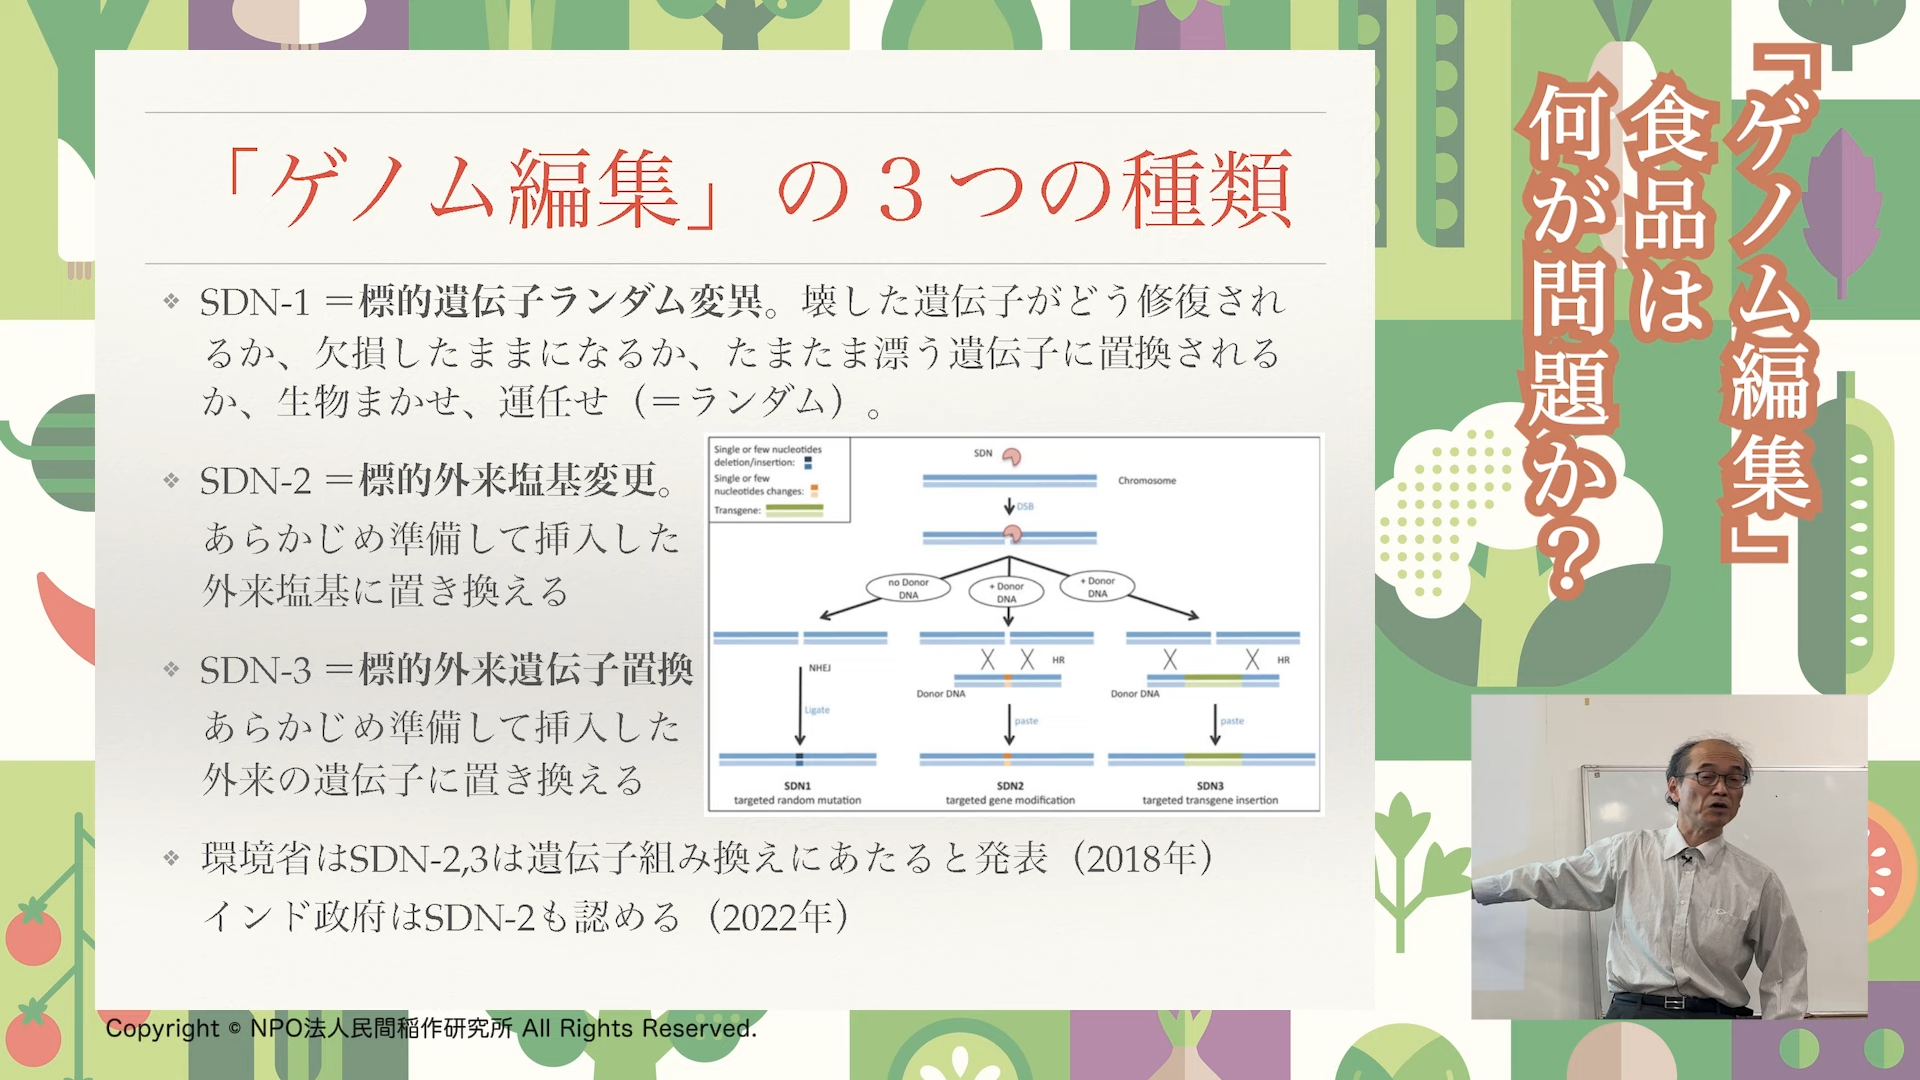 「ゲノム編集」の３つの種類
SDN-1＝標的遺伝子ランダム変異。壊した遺伝子がどう修復され
るか、欠損したままになるか、たまたま漂う遺伝子に置換される
か、生物まかせ、運任せ（＝ランダム）。
SDN-2＝標的外来塩基変更。
あらかじめ準備して挿入した
外来塩基に置き換える
SDN-3＝標的外来遺伝子置換
あらかじめ準備して挿入した
外来の遺伝子に置き換える
Single or few nucleotides
deletion/insertion:
Single or few
nucleotides changes:
Transgene:
SDN
Chromosome
DSB
no Donor
DNA
+ Donor
DNA
+ Donor
DNA
NHEJ
HR
HR
Donor DNA
Donor DNA
Ligate
paste
paste
SDN1
targeted random mutation
SDN2
targeted gene modification
SDN3
targeted transgene insertion
環境省はSDN-2,3は遺伝子組み換えにあたると発表（2018年）
インド政府はSDN-2も認める（2022年）
『ゲノム編集』
食品は
何が問題か？
Copyright © NPO法人民間稲作研究所 All Rights Reserved.